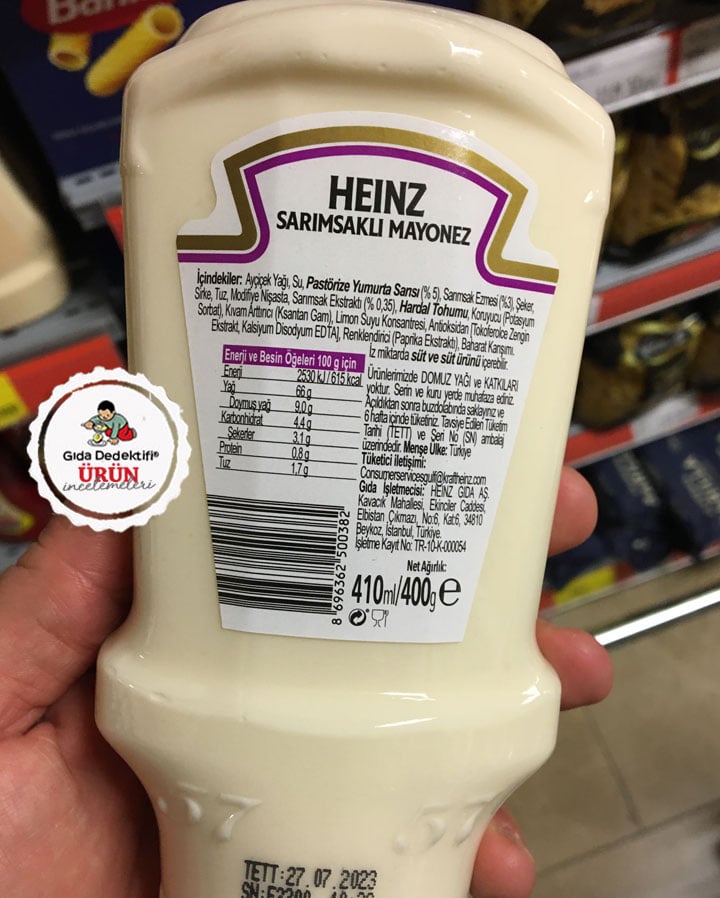 Bari
HEINZ
SARIMSAKLI MAYONEZ
İçindekiler: Ayçiçek Yağı, Su, Pastörize Yumurta Sarısı (% 5), Sarımsak Ezmesi (%3), Şeker,
Sirke, Tuz, Modifiye Nişasta, Sarımsak Ekstraktı (% 0,35), Hardal Tohumu, Koruyucu (Potasyum
Sorbat), Kıvam Arttırıcı (Ksantan Gam), Limon Suyu Konsantresi, Antioksidan [Tokoferolce Zengin
Ekstrakt, Kalsiyum Disodyum EDTA], Renklendirici (Paprika Ekstraktı), Baharat Karışımı.
İz miktarda süt ve süt ürünü içerebilir.
Enerji ve Besin Öğeleri 100 g için
Enerji 2530 kJ / 615 kcal
Yağ 66 g
Doymuş yağ 9,0 g
Karbonhidrat 4,4 g
Şekerler 3,1 g
Protein 0,8 g
Tuz 1,7 g
Ürünlerimizde DOMUZ YAĞI ve KATKILARI
yoktur. Serin ve kuru yerde muhafaza ediniz.
Açıldıktan sonra buzdolabında saklayınız ve
6 hafta içinde tüketiniz. Tavsiye Edilen Tüketim
Tarihi (TETT) ve Seri No (SN) ambalaj
üzerindedir. Menşe Ülke: Türkiye
Tüketici İletişimi:
Consumerservicesgulf@kraftheinz.com
Gıda İşletmecisi: HEINZ GIDA AŞ.
Kavacık Mahallesi, Ekinciler Caddesi,
Elbistan Çıkmazı, No:6, Kat:6, 34810
Beykoz, İstanbul, Türkiye.
İşletme Kayıt No: TR-10-K-000054
Net Ağırlık:
410ml/400g e
8 696362 500382
Gıda Dedektifi®
ÜRÜN
incelemeleri
57
57
TETT:27.07.2023